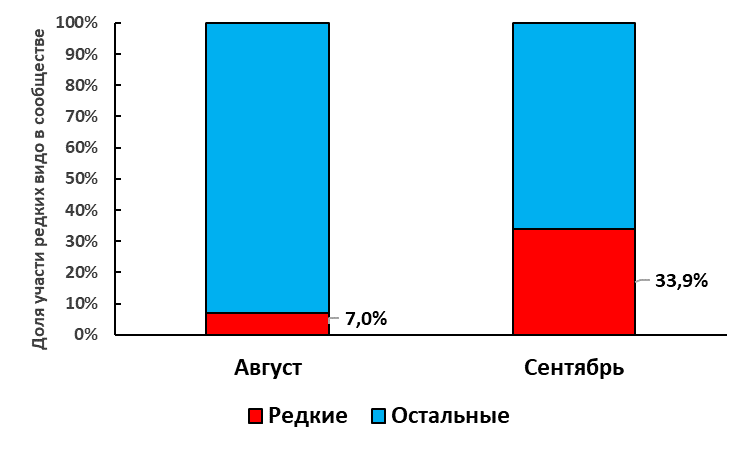 Доля участи редких видо в сообществе
100%
90%
80%
70%
60%
50%
40%
30%
20%
10%
0%
7,0%
33,9%
Август
Сентябрь
Редкие
Остальные